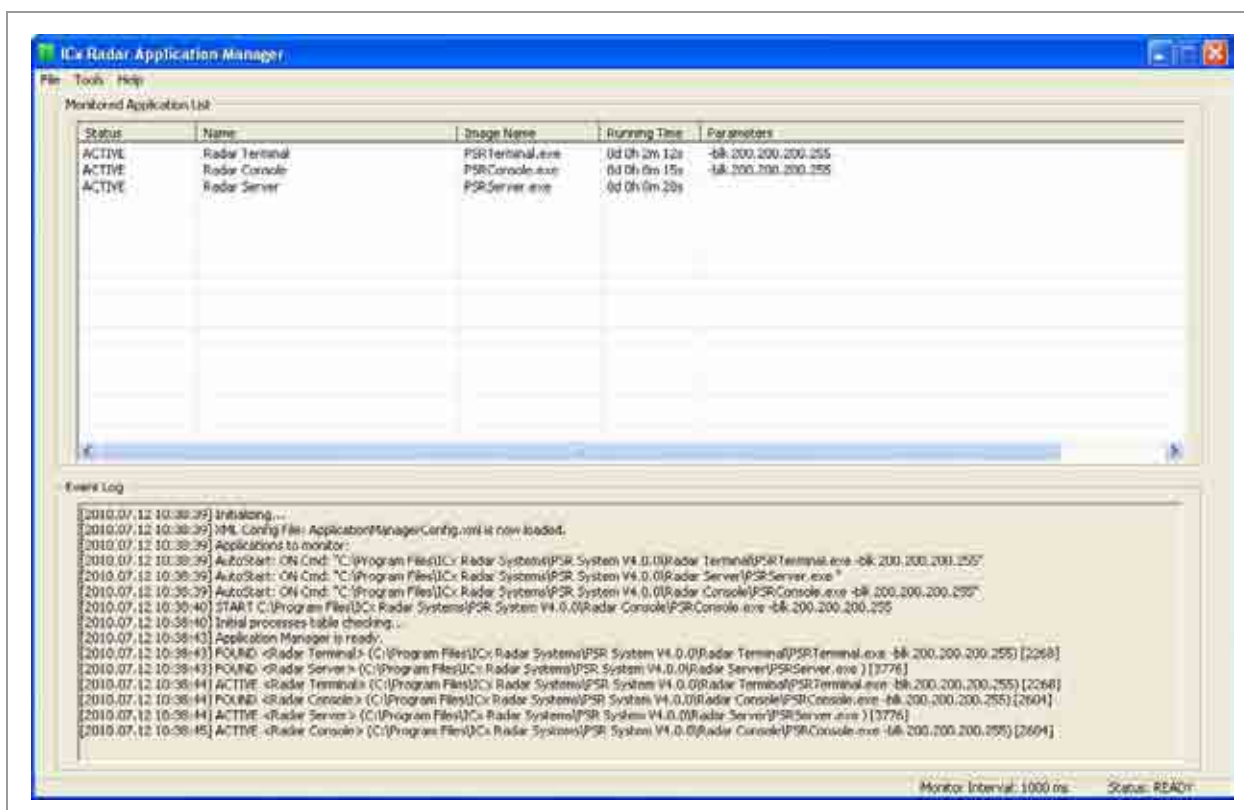 ICx Radar Application Manager
File Tools Help
Monitored Application List
Status Name Image Name Running Time Parameters
ACTIVE Radar Terminal PSRTerminal.exe 0d 0h 2m 12s -blk 200.200.200.255
ACTIVE Radar Console PSRConsole.exe 0d 0h 0m 15s -blk 200.200.200.255
ACTIVE Radar Server PSRServer.exe 0d 0h 0m 28s
Event Log
[2010.07.12 10:38:39] Initializing...
[2010.07.12 10:38:39] XML Config File: ApplicationManagerConfig.xml is now loaded.
[2010.07.12 10:38:39] Applications to monitor:
[2010.07.12 10:38:39] AutoStart: ON Cmd: "C:\Program Files\ICx Radar Systems\PSR System V4.0.0\Radar Terminal\PSRTerminal.exe -blk 200.200.200.255"
[2010.07.12 10:38:39] AutoStart: ON Cmd: "C:\Program Files\ICx Radar Systems\PSR System V4.0.0\Radar Server\PSRServer.exe "
[2010.07.12 10:38:39] AutoStart: ON Cmd: "C:\Program Files\ICx Radar Systems\PSR System V4.0.0\Radar Console\PSRConsole.exe -blk 200.200.200.255"
[2010.07.12 10:38:40] START C:\Program Files\ICx Radar Systems\PSR System V4.0.0\Radar Console\PSRConsole.exe -blk 200.200.200.255
[2010.07.12 10:38:40] Initial processes table checking...
[2010.07.12 10:38:43] Application Manager is ready.
[2010.07.12 10:38:43] FOUND <Radar Terminal> (C:\Program Files\ICx Radar Systems\PSR System V4.0.0\Radar Terminal\PSRTerminal.exe -blk 200.200.200.255) [2268]
[2010.07.12 10:38:43] FOUND <Radar Server> (C:\Program Files\ICx Radar Systems\PSR System V4.0.0\Radar Server\PSRServer.exe ) [3776]
[2010.07.12 10:38:44] ACTIVE <Radar Terminal> (C:\Program Files\ICx Radar Systems\PSR System V4.0.0\Radar Terminal\PSRTerminal.exe -blk 200.200.200.255) [2268]
[2010.07.12 10:38:44] FOUND <Radar Console> (C:\Program Files\ICx Radar Systems\PSR System V4.0.0\Radar Console\PSRConsole.exe -blk 200.200.200.255) [2604]
[2010.07.12 10:38:44] ACTIVE <Radar Server> (C:\Program Files\ICx Radar Systems\PSR System V4.0.0\Radar Server\PSRServer.exe ) [3776]
[2010.07.12 10:38:45] ACTIVE <Radar Console> (C:\Program Files\ICx Radar Systems\PSR System V4.0.0\Radar Console\PSRConsole.exe -blk 200.200.200.255) [2604]
Monitor Interval: 1000 ms Status: READY